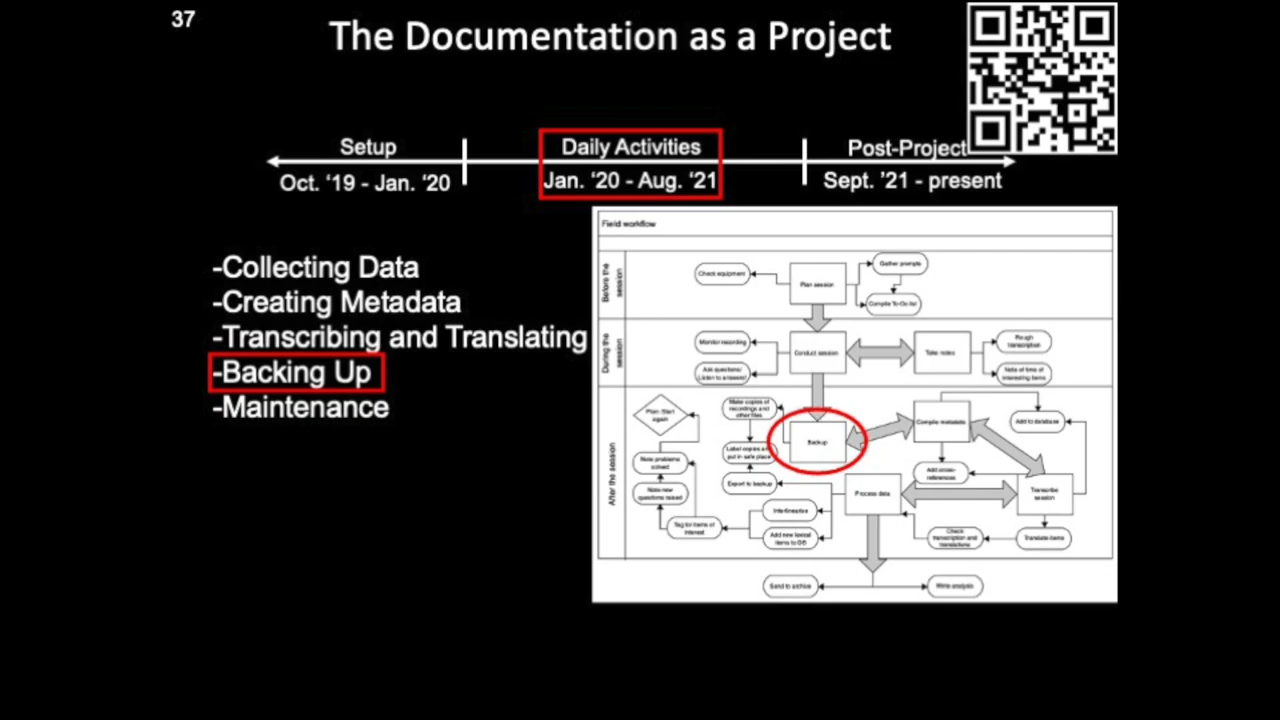 37
The Documentation as a Project
Setup
Daily Activities
Post-Project
Oct. ‘19 - Jan. ‘20
Jan. ‘20 - Aug. ‘21
Sept. ’21 - present
-Collecting Data
-Creating Metadata
-Transcribing and Translating
-Backing Up
-Maintenance
Field workflow
Before the
session
Check equipment
Plan session
Gather prompts
Compile To-Do list
During the
session
Monitor recording
Ask questions/
Listen to answers!
Conduct session
Take notes
Rough
transcription
Note of time of
interesting items
After the session
Plan: Start
again
Make copies of
recordings and
other files
Label copies
put in safe place
Export to backup
Backup
Compile metadata
Add to database
Add cross-
references
Note problems
solved
Note new
questions raised
Tag for items of
interest
Interlinearise
Add new lexical
items to DB
Process data
Transcribe
session
Check
transcription and
translations
Translate items
Send to archive
Write analysis